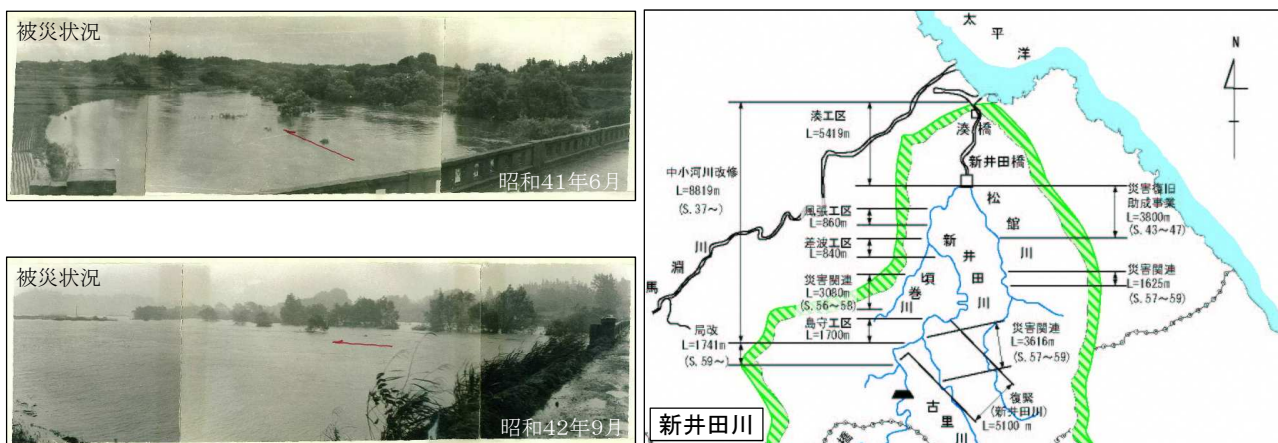 被災状況
昭和41年6月
被災状況
昭和42年9月
太平洋
N
湊工区
L=5419m
湊橋
新井田橋
中小河川改修
L=8819m
(S.37～)
災害復旧
助成事業
L=3800m
(S.43～47)
風張工区
L=860m
松館川
差波工区
L=840m
新井田川
馬淵川
頃巻川
災害関連
L=3080m
(S.56～58)
災害関連
L=1625m
(S.57～59)
島守工区
L=1700m
局改
L=1741m
(S.59～)
災害関連
L=3616m
(S.57～59)
復緊
(新井田川)
L=5100m
古里川
新井田川